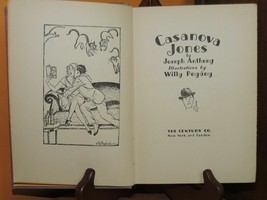 Casanova
Jones
by
Joseph Anthony
Illustrations by
Willy Pogány
THE CENTURY CO.
New York and London